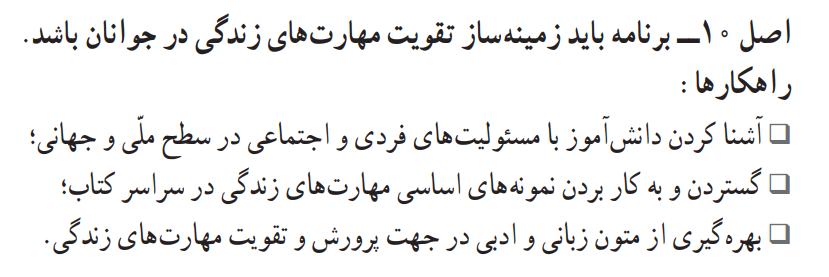 اصل ۱۰ــ برنامه باید زمینه‌ساز تقویت مهارت‌های زندگی در جوانان باشد.
راهکارها :
❑ آشنا کردن دانش‌آموز با مسئولیت‌های فردی و اجتماعی در سطح ملّی و جهانی؛
❑ گستردن و به کار بردن نمونه‌های اساسی مهارت‌های زندگی در سراسر کتاب؛
❑ بهره‌گیری از متون زبانی و ادبی در جهت پرورش و تقویت مهارت‌های زندگی.